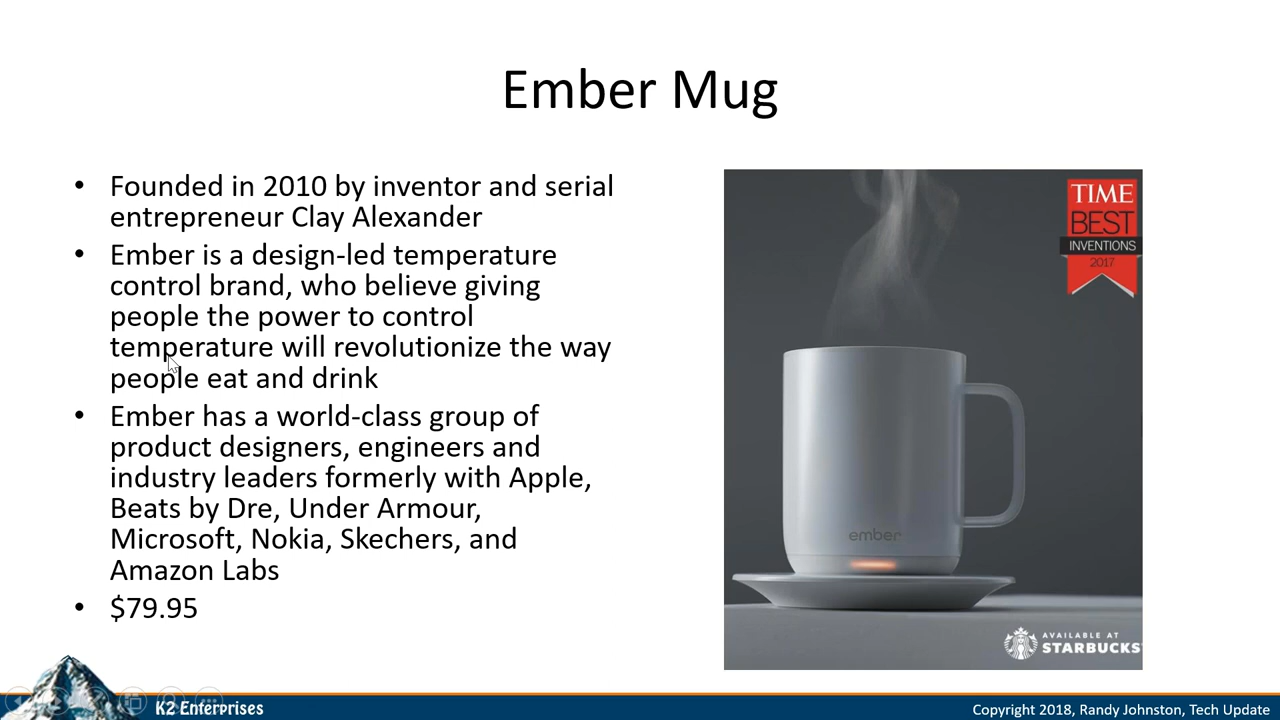 Ember Mug
• Founded in 2010 by inventor and serial
entrepreneur Clay Alexander
• Ember is a design-led temperature
control brand, who believe giving
people the power to control
temperature will revolutionize the way
people eat and drink
• Ember has a world-class group of
product designers, engineers and
industry leaders formerly with Apple,
Beats by Dre, Under Armour,
Microsoft, Nokia, Skechers, and
Amazon Labs
• $79.95
TIME
BEST
INVENTIONS
2017
ember
AVAILABLE AT
STARBUCKS
K2 Enterprises
Copyright 2018, Randy Johnston, Tech Update